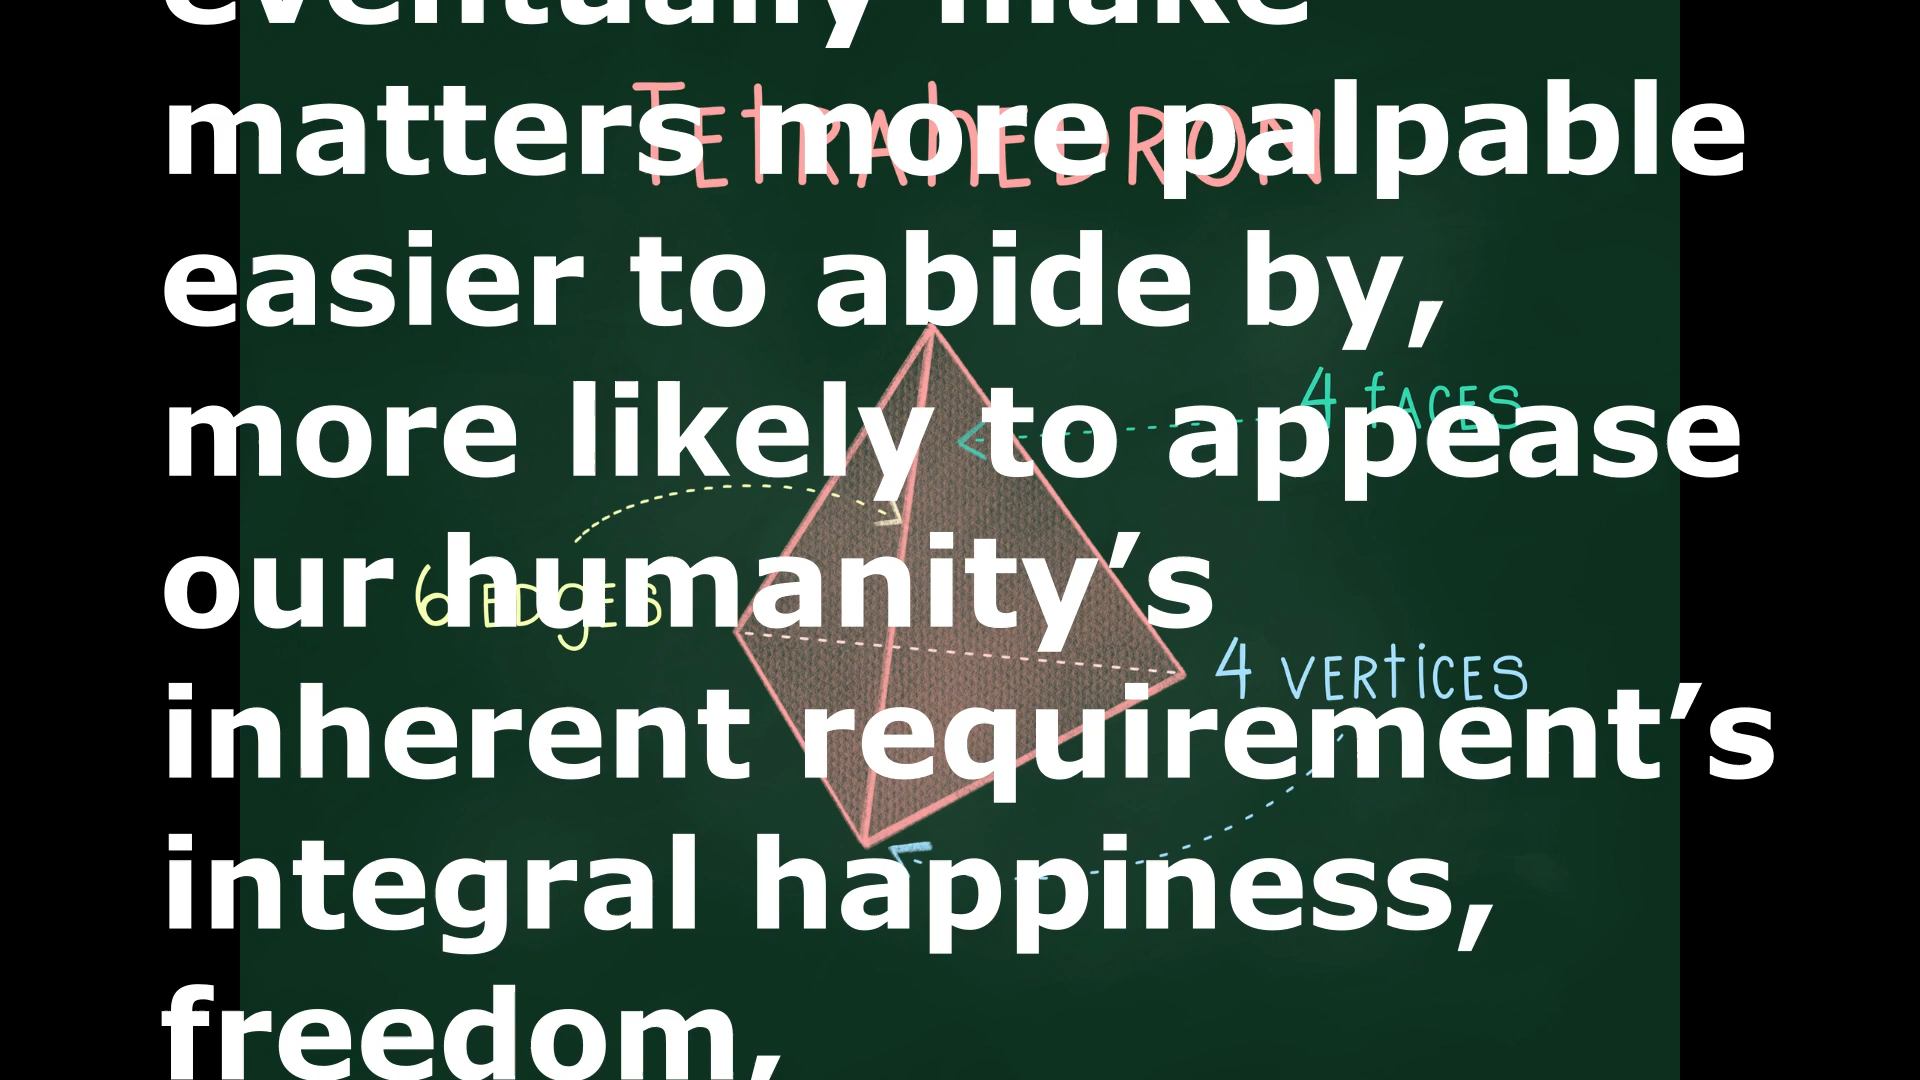 eventually make
matters more palpable
easier to abide by,
more likely to appease
our humanity’s
inherent requirement’s
integral happiness,
freedom,
TETRAHEDRON
4 FACES
6 EDGES
4 VERTICES